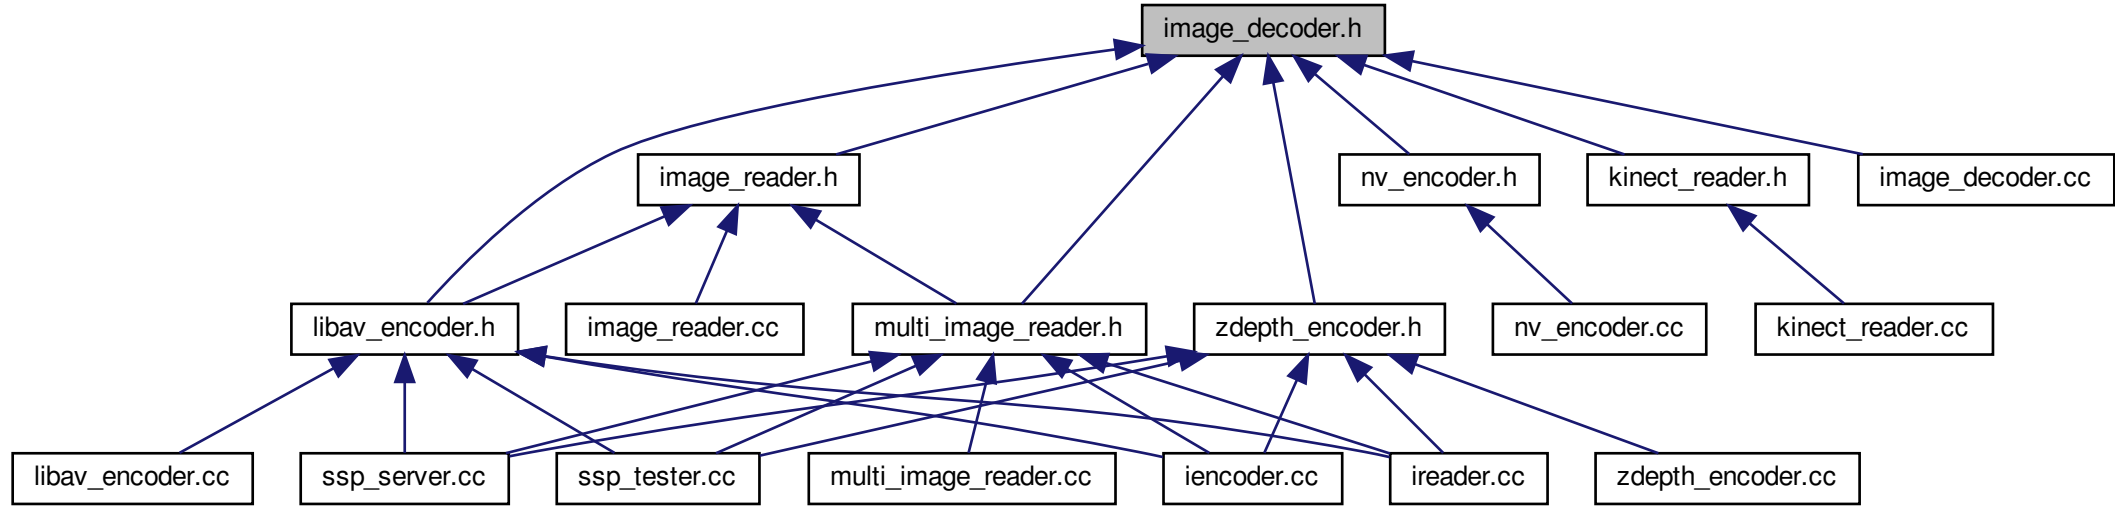 image_decoder.h
image_reader.h
nv_encoder.h
kinect_reader.h
image_decoder.cc
libav_encoder.h
image_reader.cc
multi_image_reader.h
zdepth_encoder.h
nv_encoder.cc
kinect_reader.cc
libav_encoder.cc
ssp_server.cc
ssp_tester.cc
multi_image_reader.cc
iencoder.cc
ireader.cc
zdepth_encoder.cc